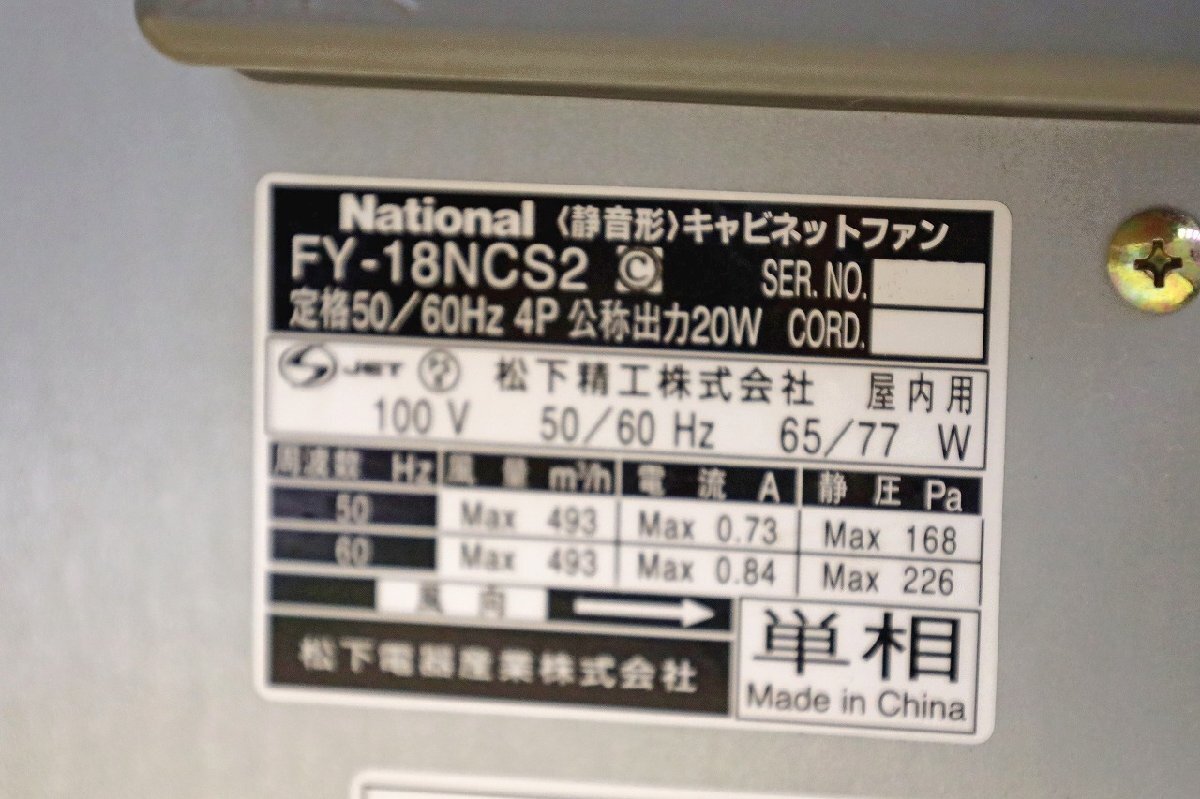 National 〈静音形〉キャビネットファン
FY-18NCS2 Ⓒ SER. NO.
定格50/60Hz 4P 公称出力20W CORD.
JET 松下精工株式会社 屋内用
100 V 50/60 Hz 65/77 W
周波数 Hz 風量 m³/h 電流 A 静圧 Pa
50 Max 493 Max 0.73 Max 168
60 Max 493 Max 0.84 Max 226
風向
松下電器産業株式会社
単相
Made in China